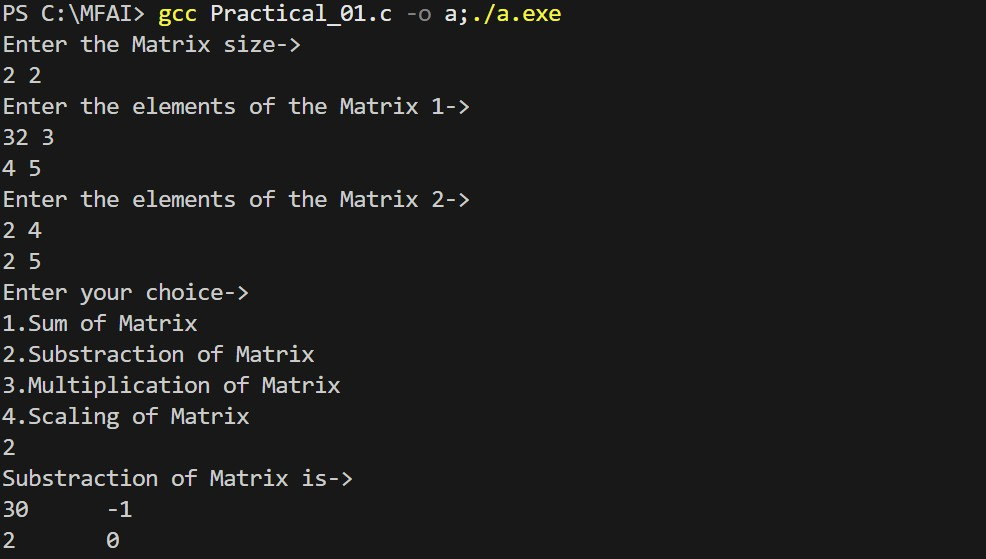 PS C:\MFAI> gcc Practical_01.c -o a;./a.exe
Enter the Matrix size->
2 2
Enter the elements of the Matrix 1->
32 3
4 5
Enter the elements of the Matrix 2->
2 4
2 5
Enter your choice->
1.Sum of Matrix
2.Substraction of Matrix
3.Multiplication of Matrix
4.Scaling of Matrix
2
Substraction of Matrix is->
30      -1
2       0